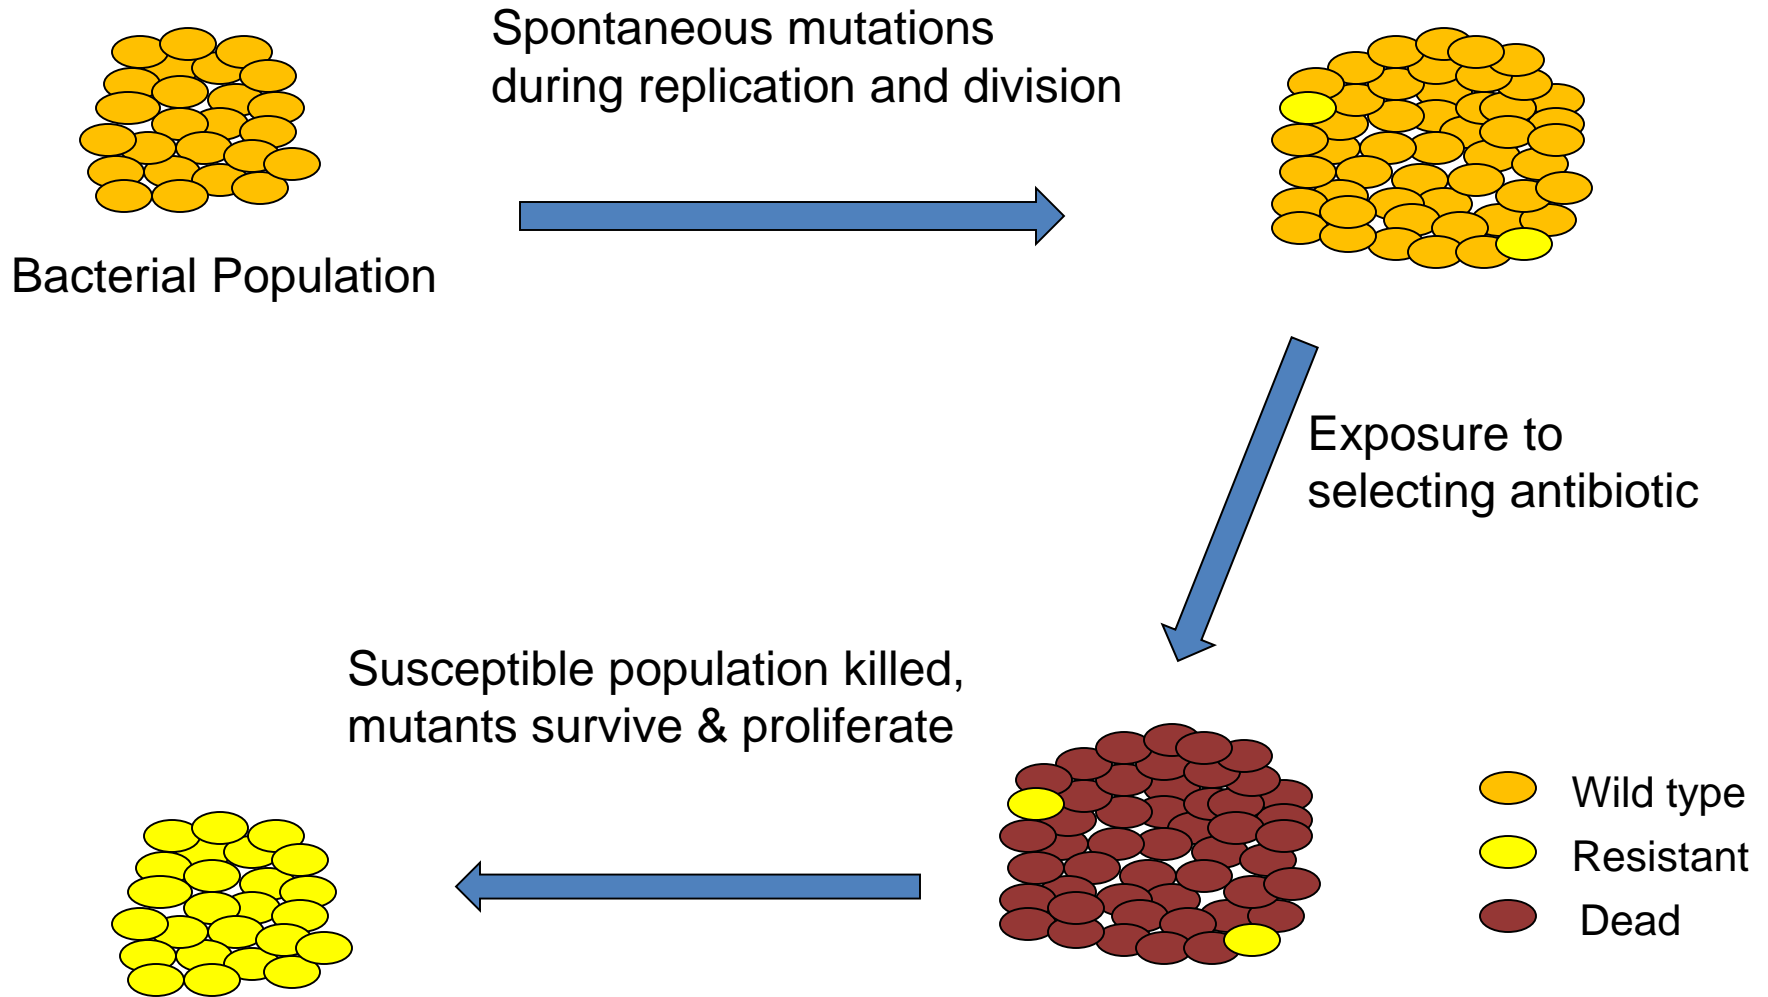 Spontaneous mutations
during replication and division
Bacterial Population
Exposure to
selecting antibiotic
Susceptible population killed,
mutants survive & proliferate
Wild type
Resistant
Dead